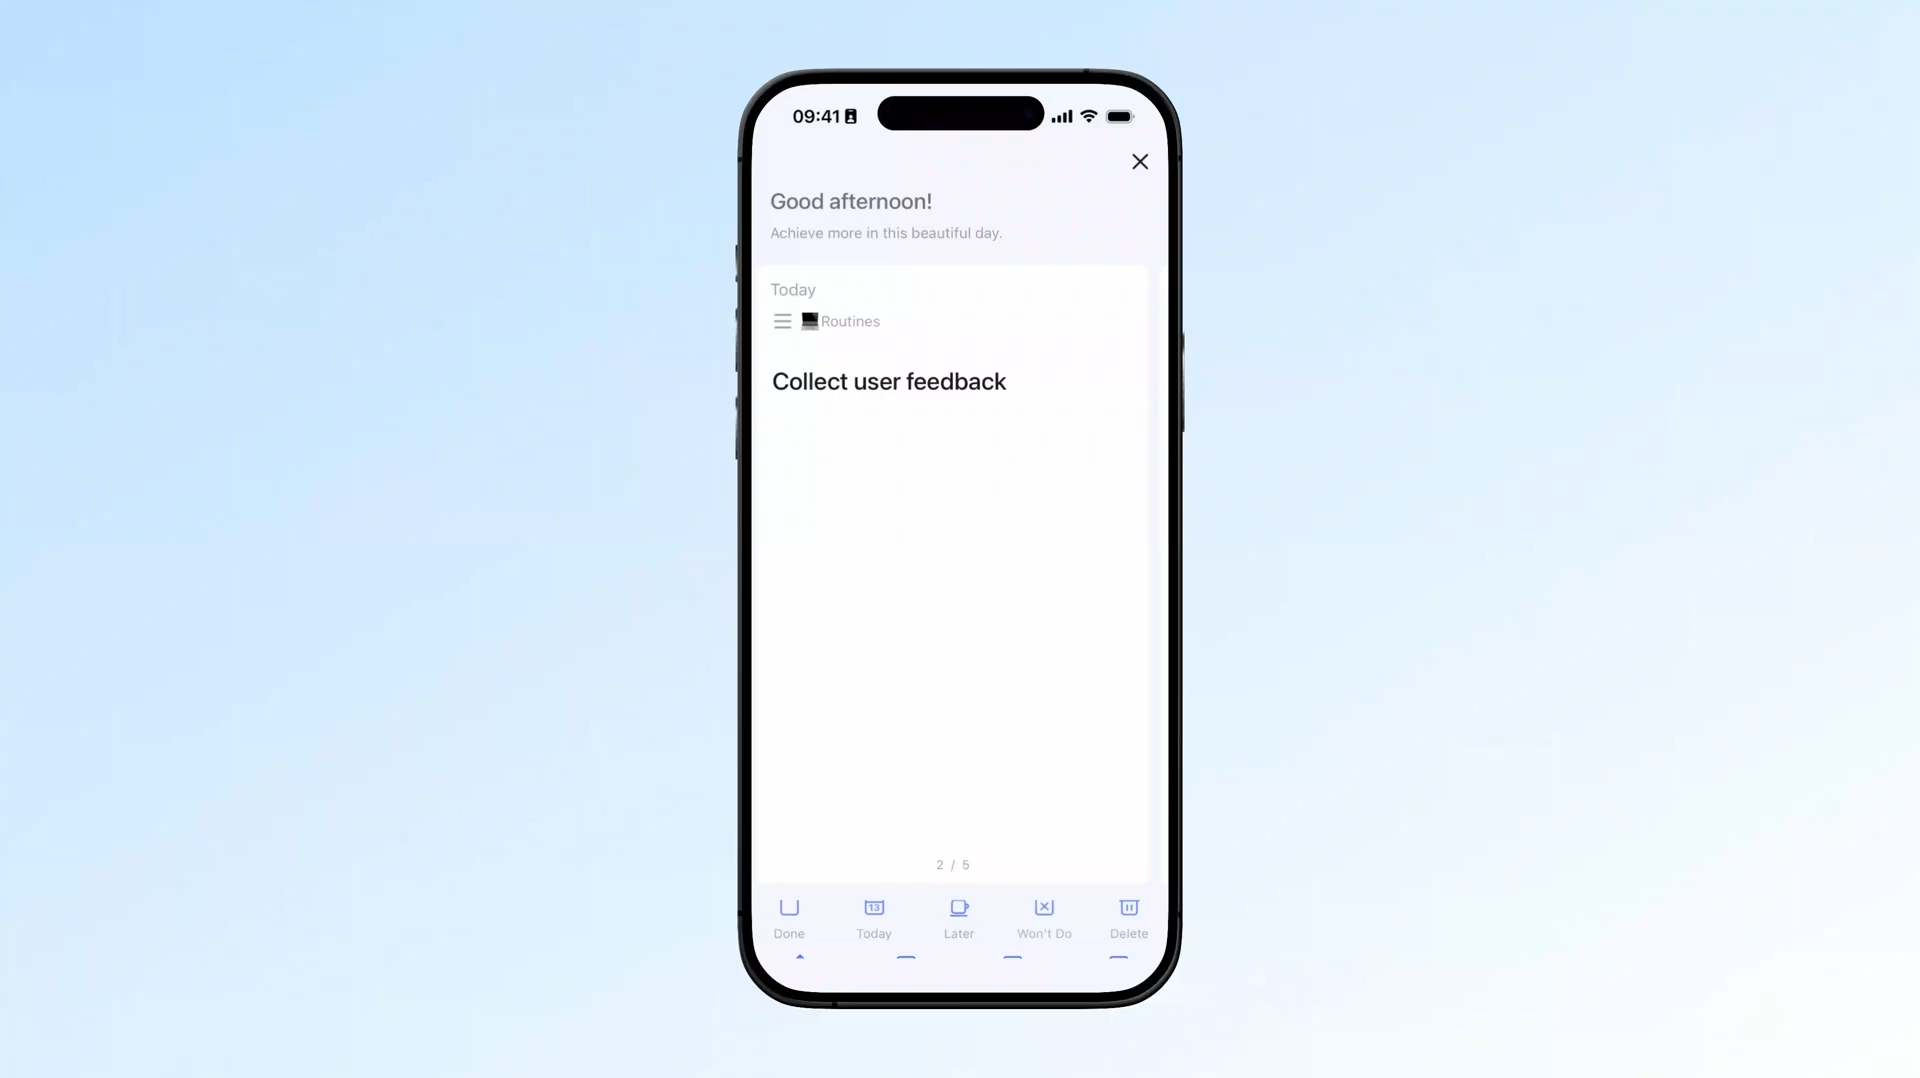 09:41
Good afternoon!
Achieve more in this beautiful day.
Today
Routines
Collect user feedback
2 / 5
13
Done Today Later Won't Do Delete